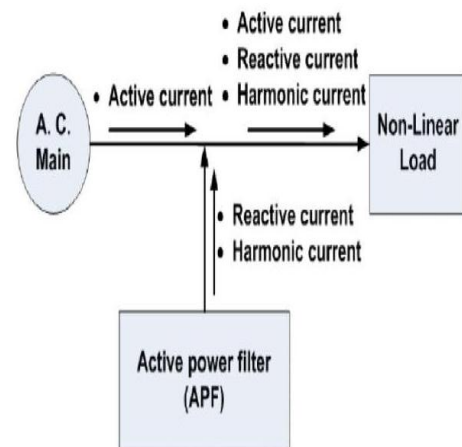 • Active current
• Reactive current
• Harmonic current
• Active current
A. C.
Main
Non-Linear
Load
• Reactive current
• Harmonic current
Active power filter
(APF)